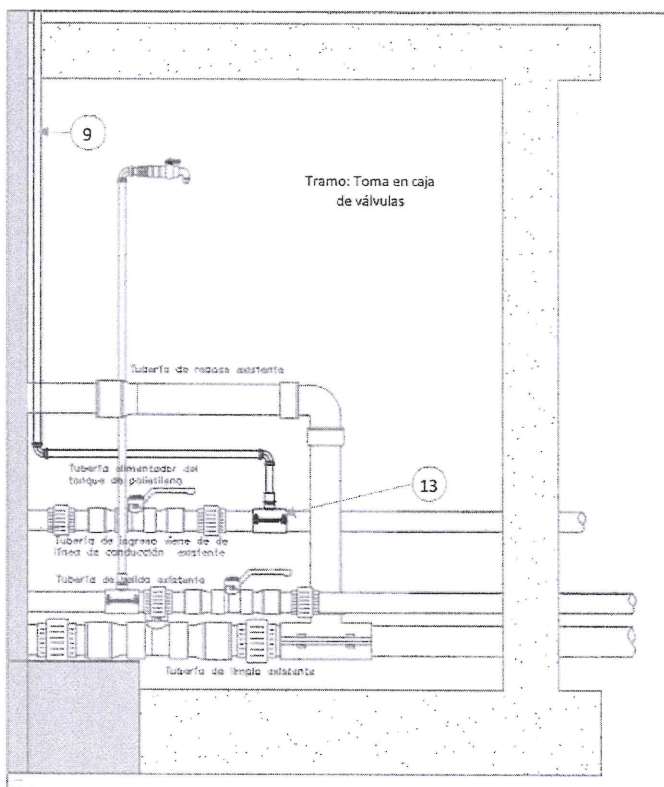 9
Tramo: Toma en caja
de válvulas
Tubería de rebose existente
Tubería alimentador del
tanque de polietileno
13
Tubería de ingreso viene de de
línea de conducción existente
Tubería de salida existente
Tubería de limpia existente